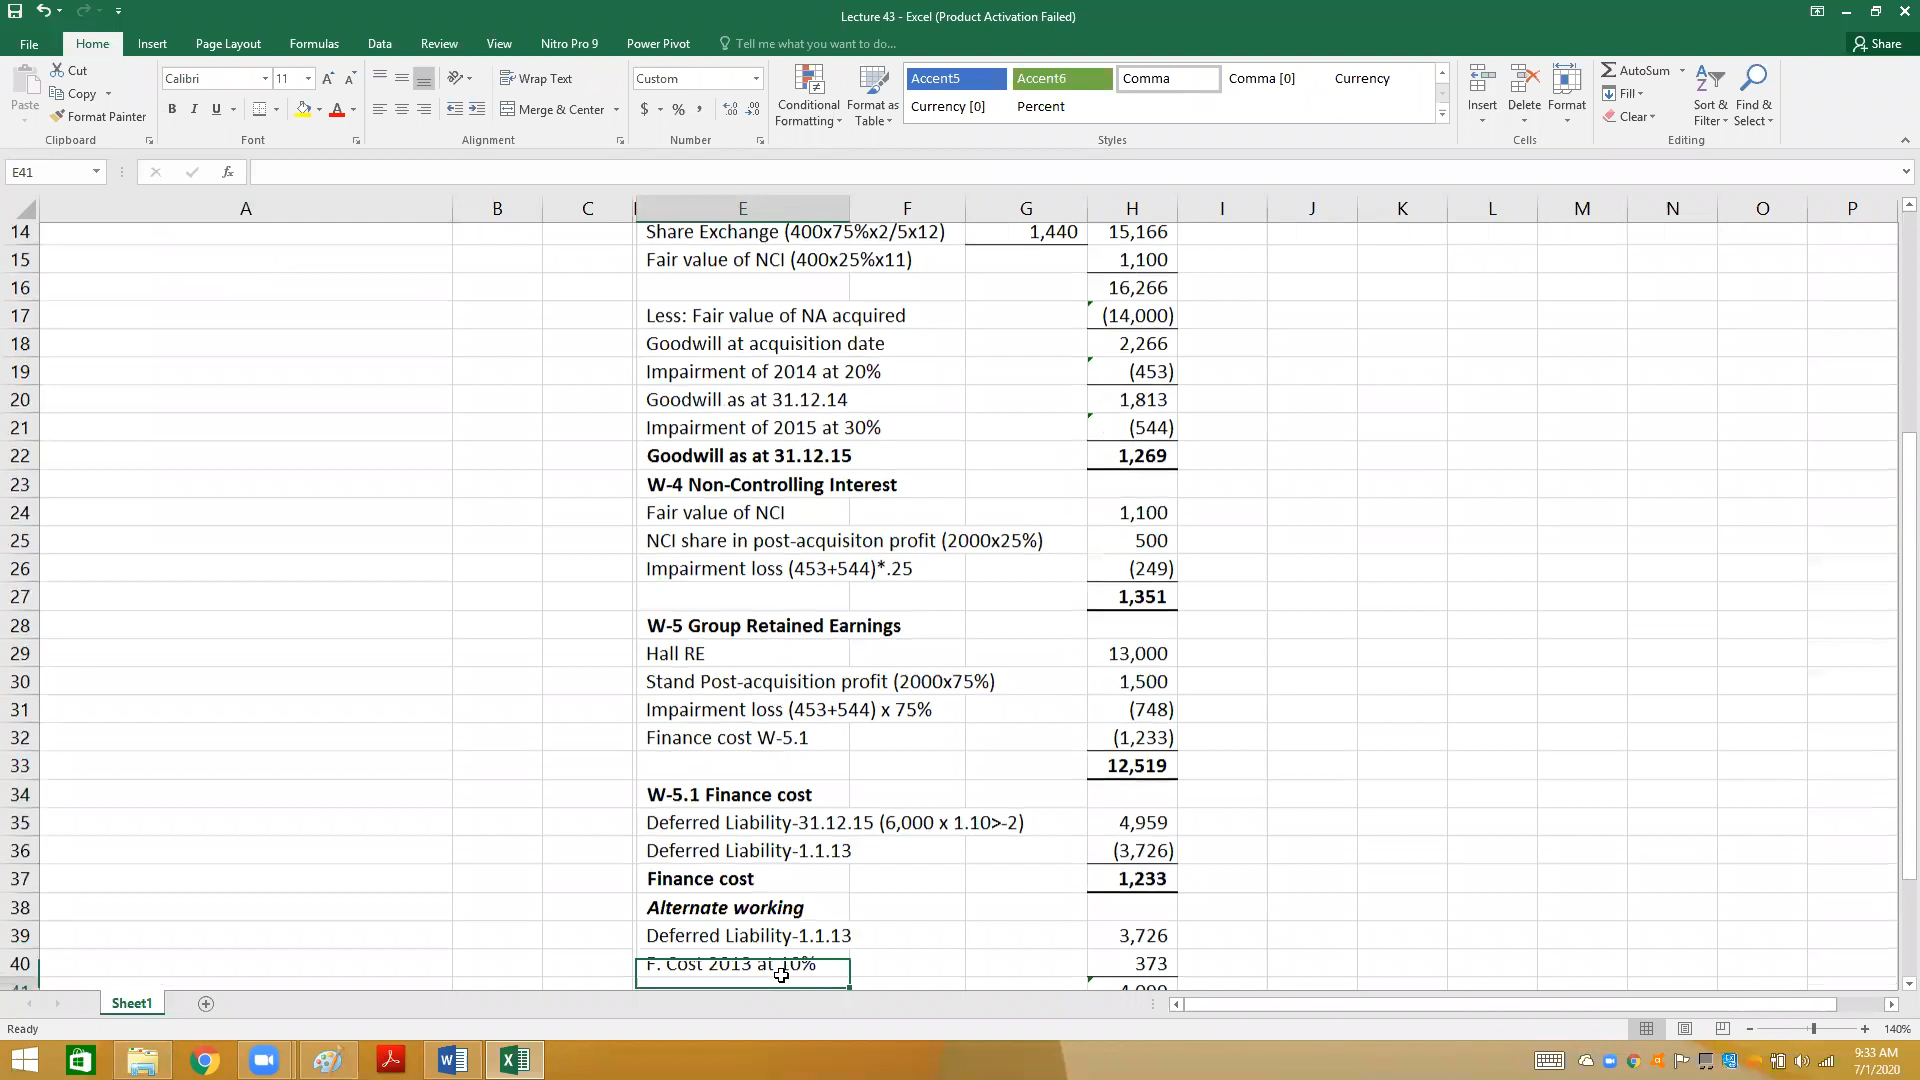 Lecture 43 - Excel (Product Activation Failed)
File Home Insert Page Layout Formulas Data Review View Nitro Pro 9 Power Pivot Tell me what you want to do... Share
Paste Cut Copy Format Painter
Calibri 11
B I U
Wrap Text
Merge & Center
Custom
$ % ,
Conditional Formatting
Format as Table
Accent5 Accent6 Comma Comma [0] Currency
Currency [0] Percent
Insert Delete Format
AutoSum
Fill
Clear
Sort & Filter
Find & Select
Clipboard Font Alignment Number Styles Cells Editing
E41 fx
A B C E F G H I J K L M N O P
14 Share Exchange (400x75%x2/5x12) 1,440 15,166
15 Fair value of NCI (400x25%x11) 1,100
16 16,266
17 Less: Fair value of NA acquired (14,000)
18 Goodwill at acquisition date 2,266
19 Impairment of 2014 at 20% (453)
20 Goodwill as at 31.12.14 1,813
21 Impairment of 2015 at 30% (544)
22 Goodwill as at 31.12.15 1,269
23 W-4 Non-Controlling Interest
24 Fair value of NCI 1,100
25 NCI share in post-acquisiton profit (2000x25%) 500
26 Impairment loss (453+544)*.25 (249)
27 1,351
28 W-5 Group Retained Earnings
29 Hall RE 13,000
30 Stand Post-acquisition profit (2000x75%) 1,500
31 Impairment loss (453+544) x 75% (748)
32 Finance cost W-5.1 (1,233)
33 12,519
34 W-5.1 Finance cost
35 Deferred Liability-31.12.15 (6,000 x 1.10>-2) 4,959
36 Deferred Liability-1.1.13 (3,726)
37 Finance cost 1,233
38 Alternate working
39 Deferred Liability-1.1.13 3,726
40 F. Cost 2013 at 10% 373
Sheet1
Ready 140%
9:33 AM
7/1/2020